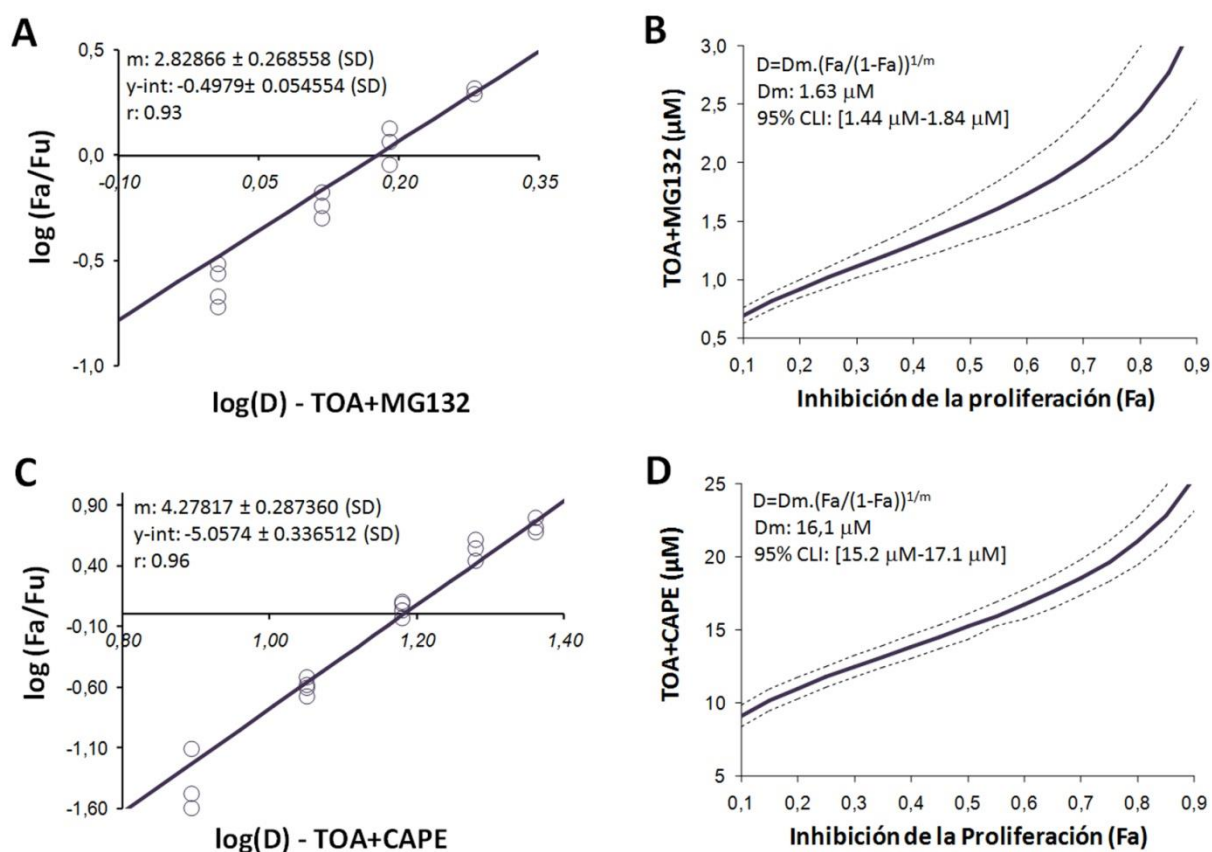 A
0,5
0,0
-0,5
-1,0
-0,10
0,05
0,20
0,35
m: 2.82866 ± 0.268558 (SD)
y-int: -0.4979± 0.054554 (SD)
r: 0.93
log (Fa/Fu)
log(D) - TOA+MG132
B
3,0
2,5
2,0
1,5
1,0
0,5
0,1 0,2 0,3 0,4 0,5 0,6 0,7 0,8 0,9
D=Dm.(Fa/(1-Fa))1/m
Dm: 1.63 µM
95% CLI: [1.44 µM-1.84 µM]
TOA+MG132 (µM)
Inhibición de la proliferación (Fa)
C
0,90
0,40
-0,10
-0,60
-1,10
-1,60
0,80
1,00
1,20
1,40
m: 4.27817 ± 0.287360 (SD)
y-int: -5.0574 ± 0.336512 (SD)
r: 0.96
log (Fa/Fu)
log(D) - TOA+CAPE
D
25
20
15
10
5
0,1 0,2 0,3 0,4 0,5 0,6 0,7 0,8 0,9
D=Dm.(Fa/(1-Fa))1/m
Dm: 16,1 µM
95% CLI: [15.2 µM-17.1 µM]
TOA+CAPE (µM)
Inhibición de la Proliferación (Fa)